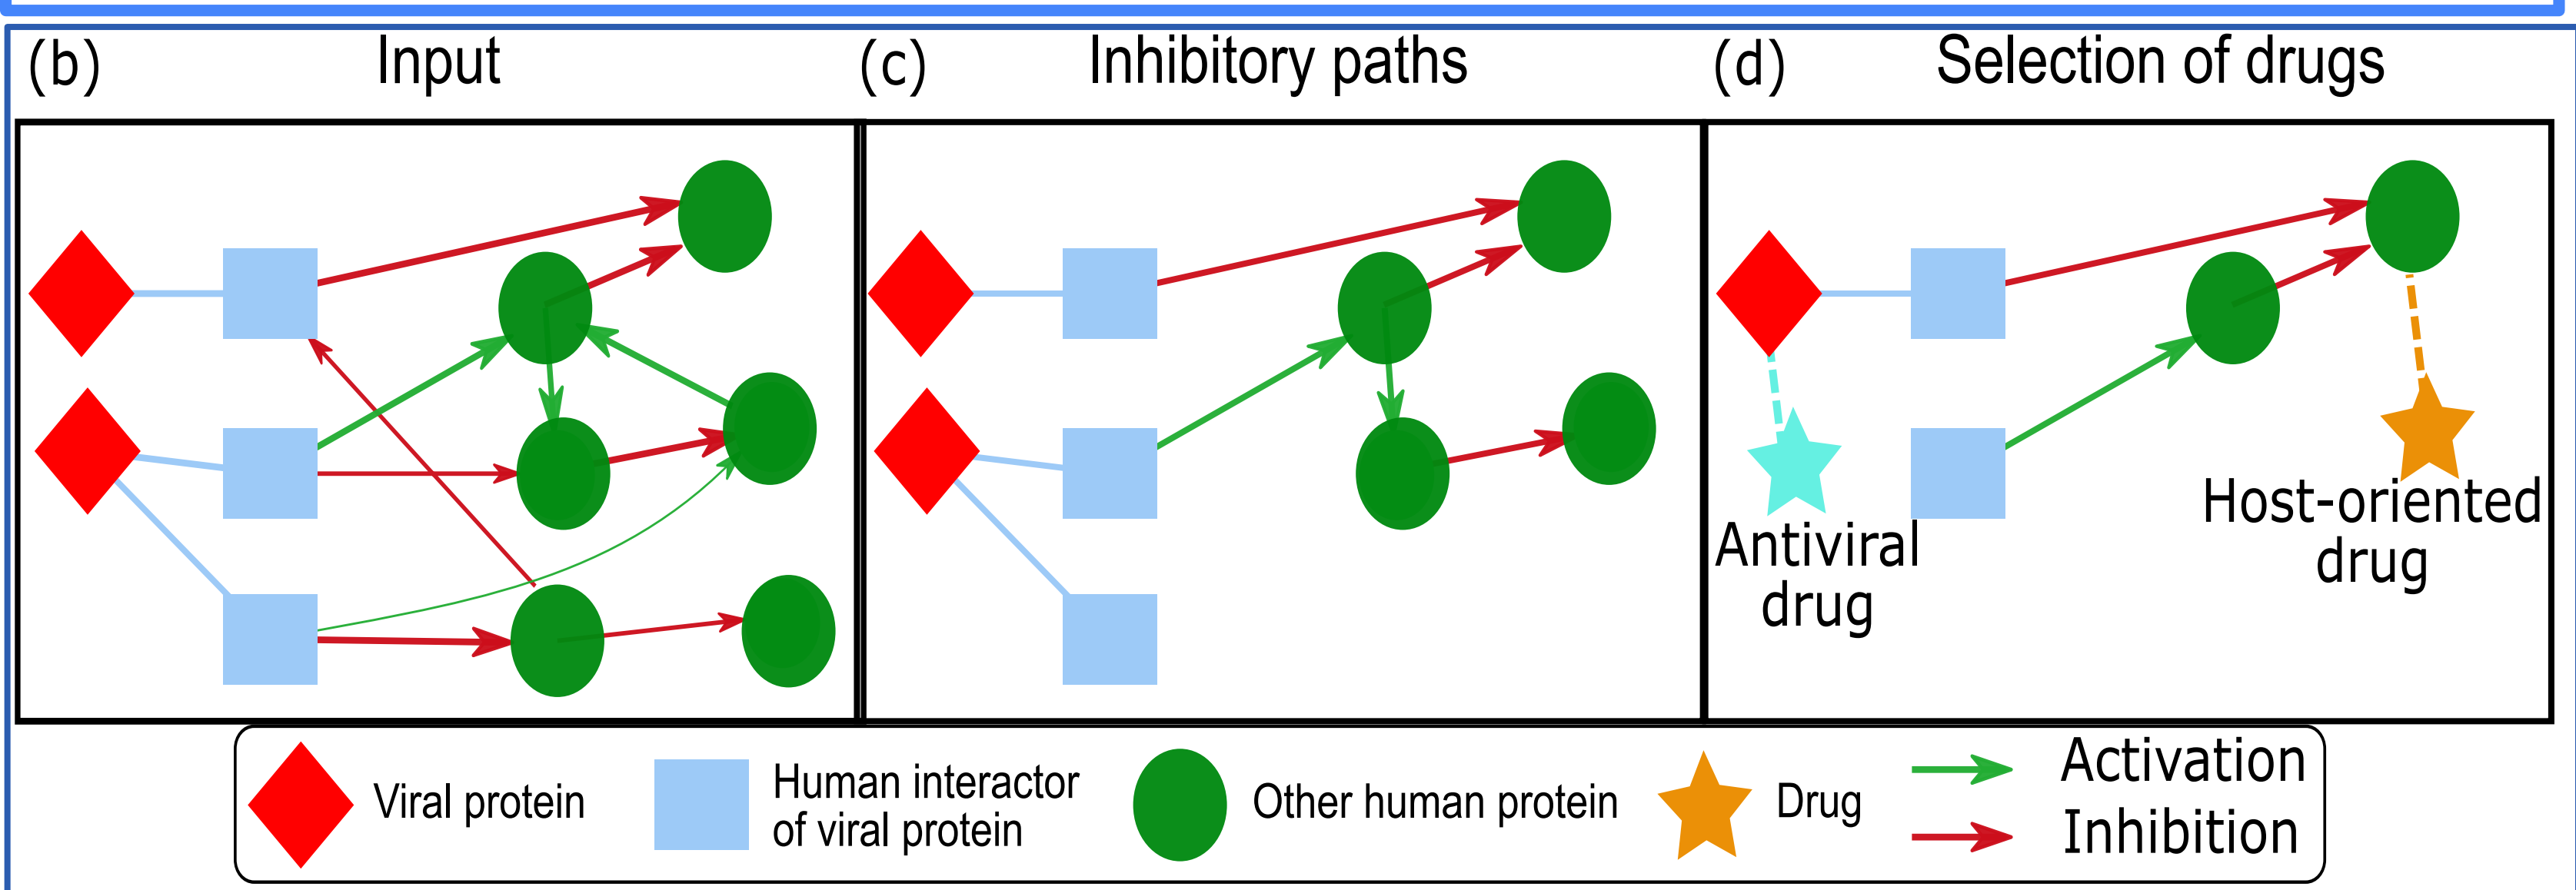 (b) Input
(c) Inhibitory paths
(d) Selection of drugs
Antiviral
drug
Host-oriented
drug
Viral protein
Human interactor
of viral protein
Other human protein
Drug
Activation
Inhibition